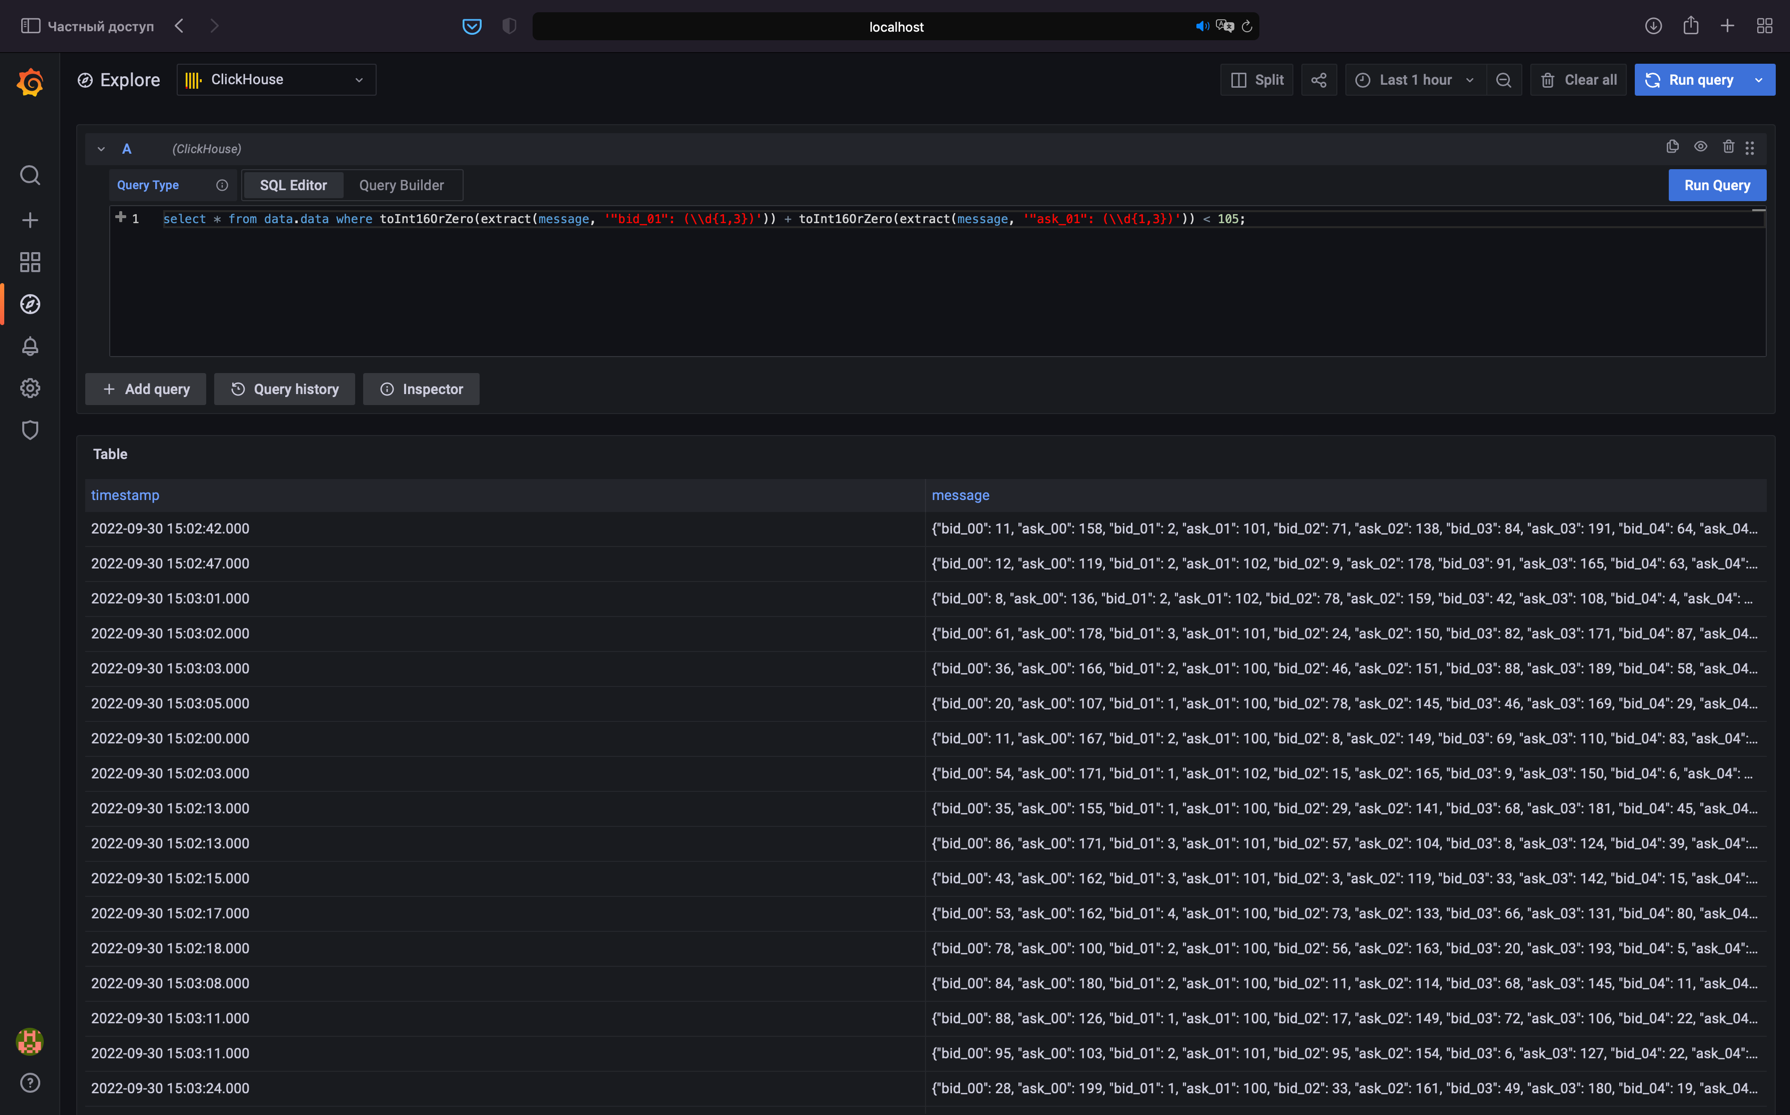 Частный доступ
localhost
Explore
ClickHouse
Split
Last 1 hour
Clear all
Run query
A
(ClickHouse)
Query Type
SQL Editor
Query Builder
Run Query
1 select * from data.data where toInt16OrZero(extract(message, '"bid_01": (\\d{1,3})')) + toInt16OrZero(extract(message, '"ask_01": (\\d{1,3})')) < 105;
+ Add query
Query history
Inspector
Table
timestamp message
2022-09-30 15:02:42.000 {"bid_00": 11, "ask_00": 158, "bid_01": 2, "ask_01": 101, "bid_02": 71, "ask_02": 138, "bid_03": 84, "ask_03": 191, "bid_04": 64, "ask_04...
2022-09-30 15:02:47.000 {"bid_00": 12, "ask_00": 119, "bid_01": 2, "ask_01": 102, "bid_02": 9, "ask_02": 178, "bid_03": 91, "ask_03": 165, "bid_04": 63, "ask_04":...
2022-09-30 15:03:01.000 {"bid_00": 8, "ask_00": 136, "bid_01": 2, "ask_01": 102, "bid_02": 78, "ask_02": 159, "bid_03": 42, "ask_03": 108, "bid_04": 4, "ask_04": ...
2022-09-30 15:03:02.000 {"bid_00": 61, "ask_00": 178, "bid_01": 3, "ask_01": 101, "bid_02": 24, "ask_02": 150, "bid_03": 82, "ask_03": 171, "bid_04": 87, "ask_04...
2022-09-30 15:03:03.000 {"bid_00": 36, "ask_00": 166, "bid_01": 2, "ask_01": 100, "bid_02": 46, "ask_02": 151, "bid_03": 88, "ask_03": 189, "bid_04": 58, "ask_04...
2022-09-30 15:03:05.000 {"bid_00": 20, "ask_00": 107, "bid_01": 1, "ask_01": 100, "bid_02": 78, "ask_02": 145, "bid_03": 46, "ask_03": 169, "bid_04": 29, "ask_04...
2022-09-30 15:02:00.000 {"bid_00": 11, "ask_00": 167, "bid_01": 2, "ask_01": 100, "bid_02": 8, "ask_02": 149, "bid_03": 69, "ask_03": 110, "bid_04": 83, "ask_04":...
2022-09-30 15:02:03.000 {"bid_00": 54, "ask_00": 171, "bid_01": 1, "ask_01": 102, "bid_02": 15, "ask_02": 165, "bid_03": 9, "ask_03": 150, "bid_04": 6, "ask_04": ...
2022-09-30 15:02:13.000 {"bid_00": 35, "ask_00": 155, "bid_01": 1, "ask_01": 100, "bid_02": 29, "ask_02": 141, "bid_03": 68, "ask_03": 181, "bid_04": 45, "ask_04...
2022-09-30 15:02:13.000 {"bid_00": 86, "ask_00": 171, "bid_01": 3, "ask_01": 101, "bid_02": 57, "ask_02": 104, "bid_03": 8, "ask_03": 124, "bid_04": 39, "ask_04":...
2022-09-30 15:02:15.000 {"bid_00": 43, "ask_00": 162, "bid_01": 3, "ask_01": 101, "bid_02": 3, "ask_02": 119, "bid_03": 33, "ask_03": 142, "bid_04": 15, "ask_04":...
2022-09-30 15:02:17.000 {"bid_00": 53, "ask_00": 162, "bid_01": 4, "ask_01": 100, "bid_02": 73, "ask_02": 133, "bid_03": 66, "ask_03": 131, "bid_04": 80, "ask_04...
2022-09-30 15:02:18.000 {"bid_00": 78, "ask_00": 100, "bid_01": 2, "ask_01": 100, "bid_02": 56, "ask_02": 163, "bid_03": 20, "ask_03": 193, "bid_04": 5, "ask_04":...
2022-09-30 15:03:08.000 {"bid_00": 84, "ask_00": 180, "bid_01": 2, "ask_01": 100, "bid_02": 11, "ask_02": 114, "bid_03": 68, "ask_03": 145, "bid_04": 11, "ask_04...
2022-09-30 15:03:11.000 {"bid_00": 88, "ask_00": 126, "bid_01": 1, "ask_01": 100, "bid_02": 17, "ask_02": 149, "bid_03": 72, "ask_03": 106, "bid_04": 22, "ask_04...
2022-09-30 15:03:11.000 {"bid_00": 95, "ask_00": 103, "bid_01": 2, "ask_01": 101, "bid_02": 95, "ask_02": 154, "bid_03": 6, "ask_03": 127, "bid_04": 22, "ask_04":...
2022-09-30 15:03:24.000 {"bid_00": 28, "ask_00": 199, "bid_01": 1, "ask_01": 100, "bid_02": 33, "ask_02": 161, "bid_03": 49, "ask_03": 180, "bid_04": 19, "ask_04...